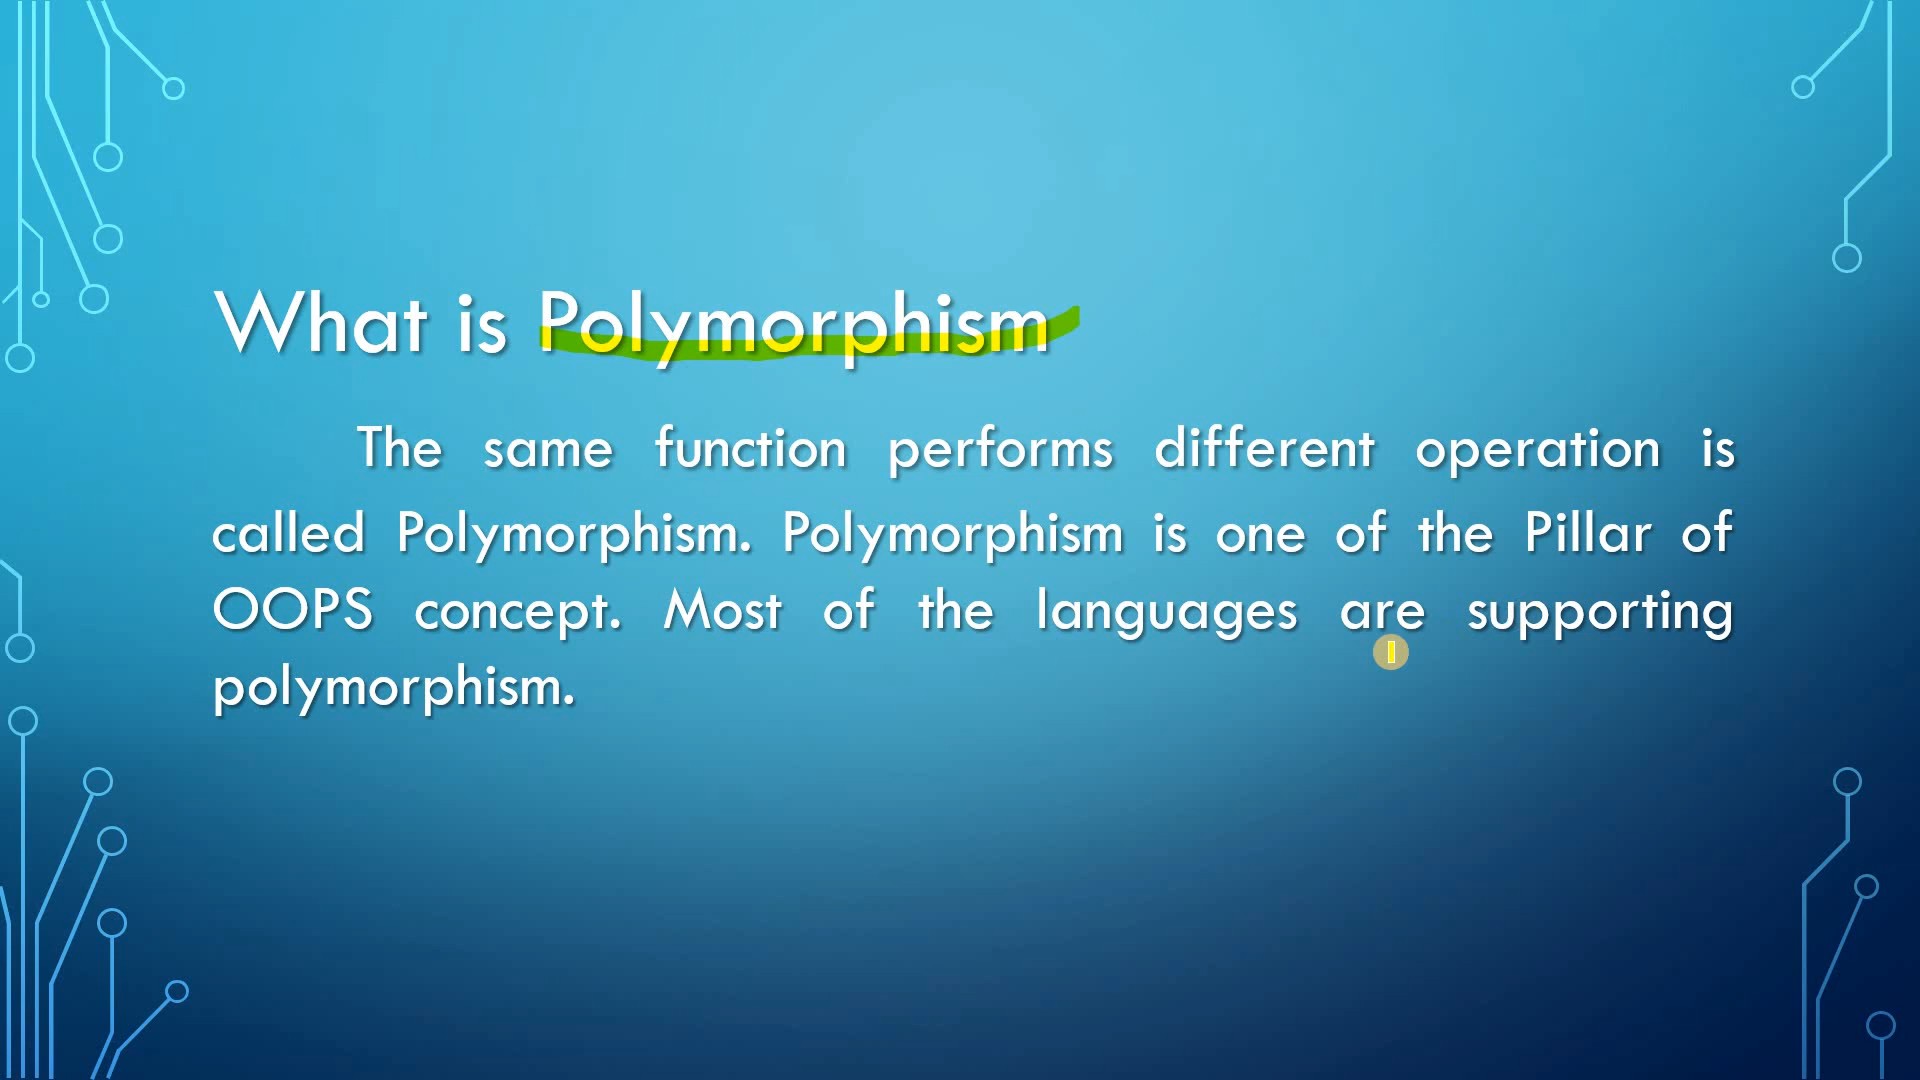 What is Polymorphism
The same function performs different operation is
called Polymorphism. Polymorphism is one of the Pillar of
OOPS concept. Most of the languages are supporting
polymorphism.